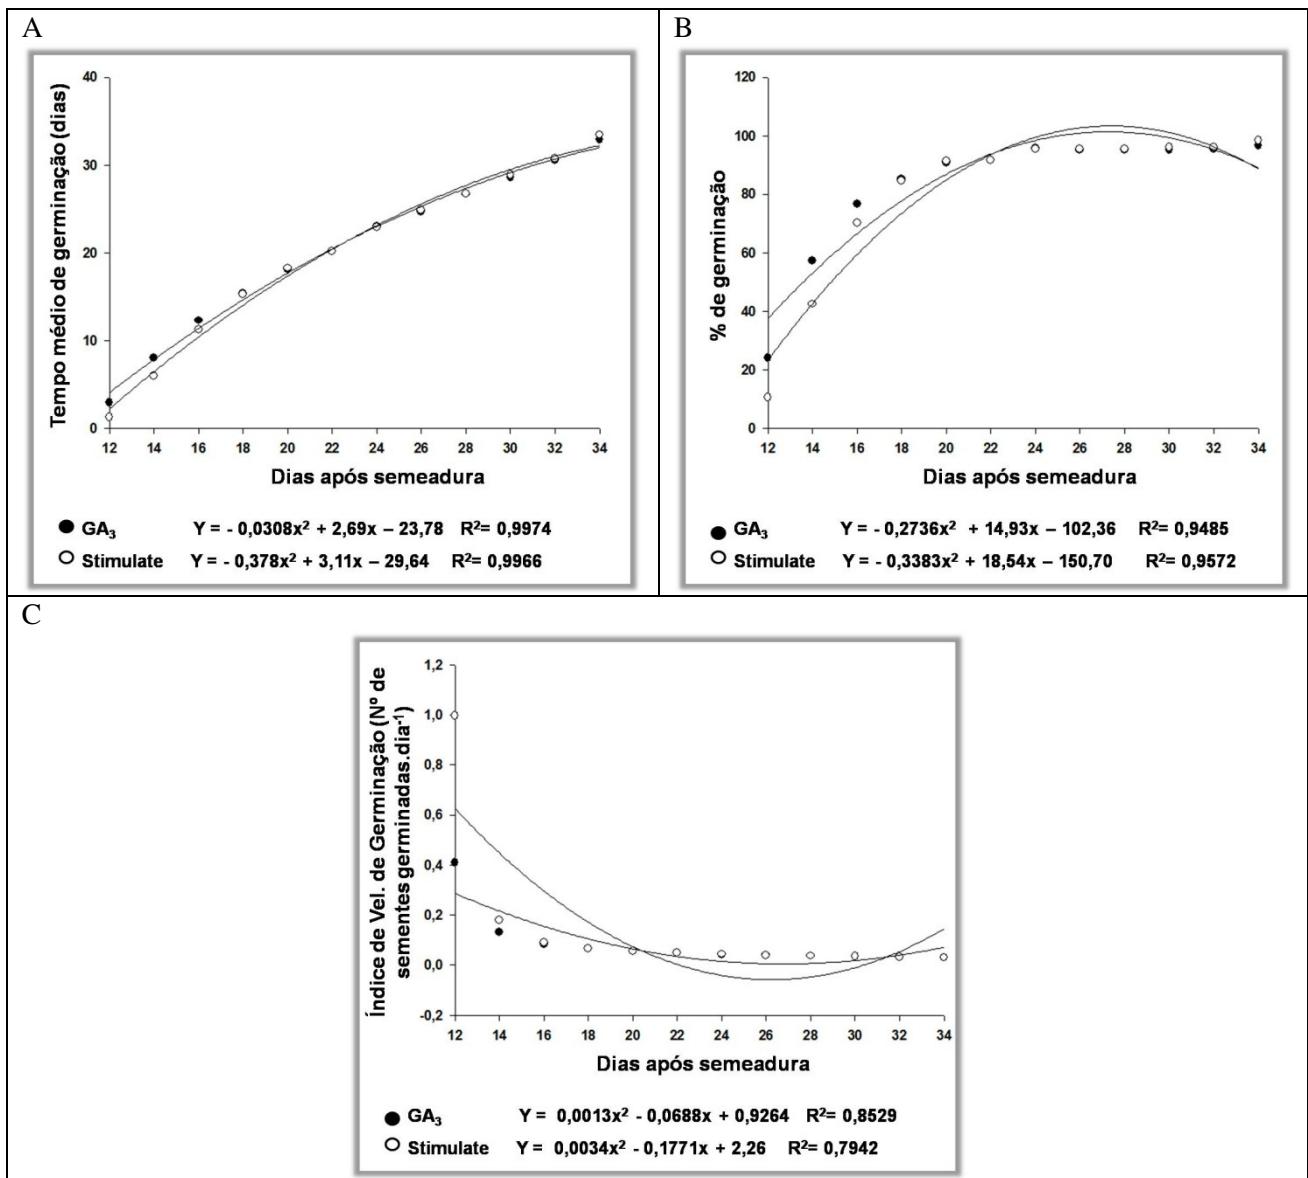 A
Tempo médio de germinação (dias)
40
30
20
10
0
12 14 16 18 20 22 24 26 28 30 32 34
Dias após semeadura
GA₃ Y = - 0,0308x² + 2,69x – 23,78 R²= 0,9974
Stimulate Y = - 0,378x² + 3,11x – 29,64 R²= 0,9966
B
% de germinação
120
100
80
60
40
20
0
12 14 16 18 20 22 24 26 28 30 32 34
Dias após semeadura
GA₃ Y = - 0,2736x² + 14,93x – 102,36 R²= 0,9485
Stimulate Y = - 0,3383x² + 18,54x – 150,70 R²= 0,9572
C
Índice de Vel. de Germinação (Nº de
sementes germinadas.dia⁻¹)
1,2
1,0
0,8
0,6
0,4
0,2
0,0
-0,2
12 14 16 18 20 22 24 26 28 30 32 34
Dias após semeadura
GA₃ Y = 0,0013x² - 0,0688x + 0,9264 R²= 0,8529
Stimulate Y = 0,0034x² - 0,1771x + 2,26 R²= 0,7942